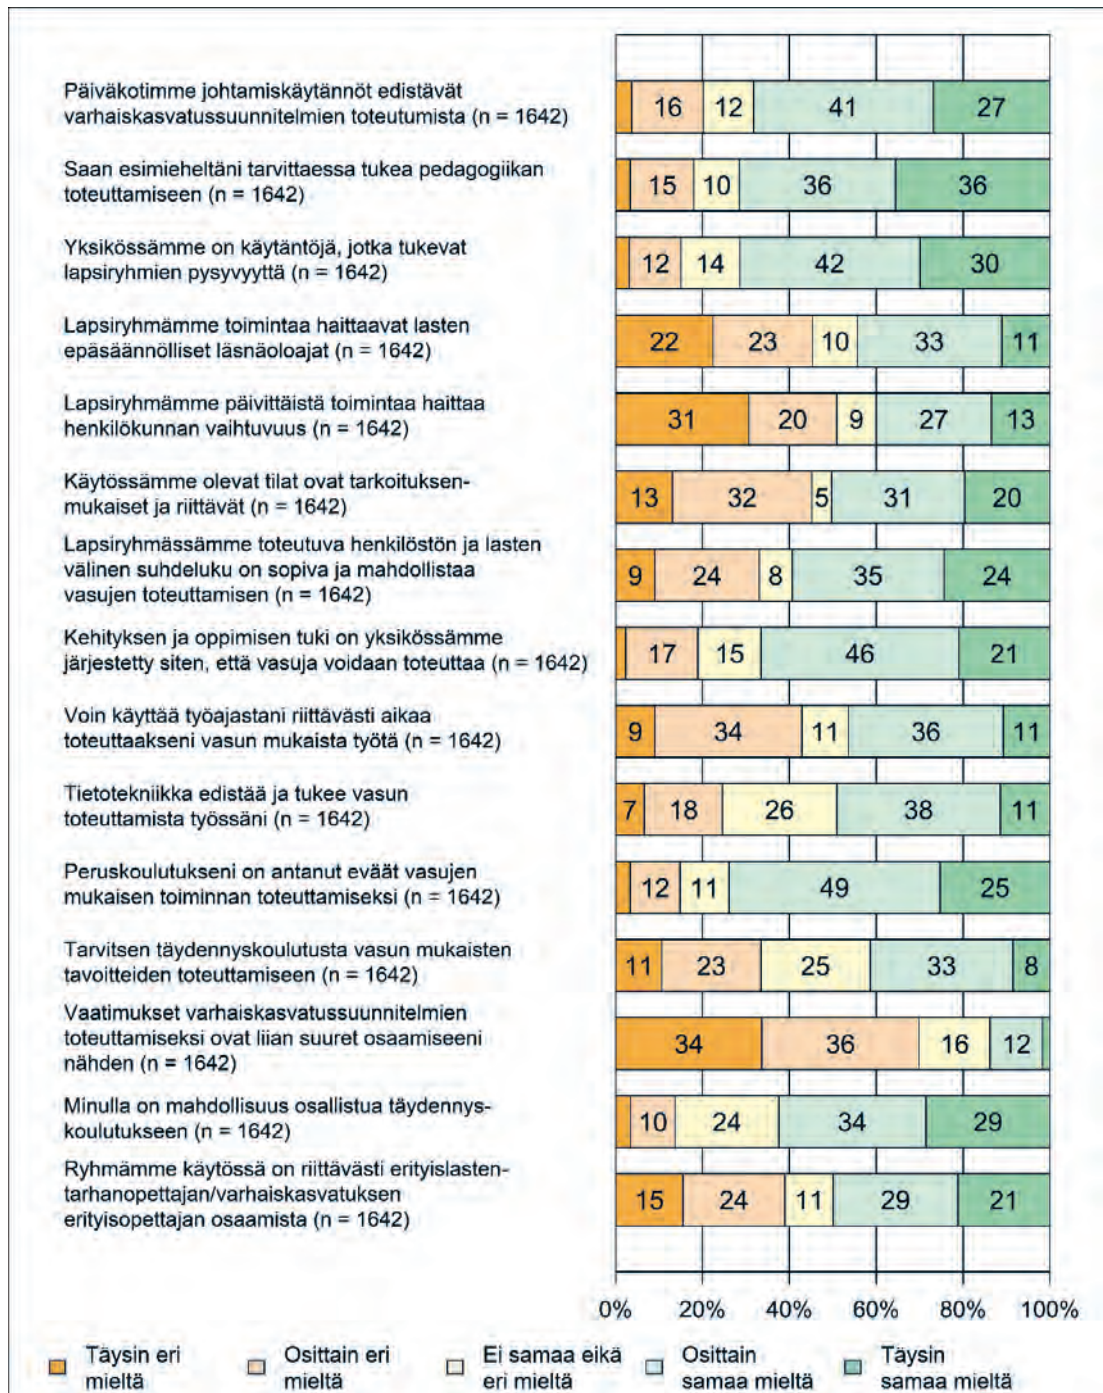 Päiväkotimme johtamiskäytännöt edistävät
varhaiskasvatussuunnitelmien toteutumista (n = 1642)
16 12 41 27
Saan esimieheltäni tarvittaessa tukea pedagogiikan
toteuttamiseen (n = 1642)
15 10 36 36
Yksikössämme on käytäntöjä, jotka tukevat
lapsiryhmien pysyvyyttä (n = 1642)
12 14 42 30
Lapsiryhmämme toimintaa haittaavat lasten
epäsäännölliset läsnäoloajat (n = 1642)
22 23 10 33 11
Lapsiryhmämme päivittäistä toimintaa haittaa
henkilökunnan vaihtuvuus (n = 1642)
31 20 9 27 13
Käytössämme olevat tilat ovat tarkoituksen-
mukaiset ja riittävät (n = 1642)
13 32 5 31 20
Lapsiryhmässämme toteutuva henkilöstön ja lasten
välinen suhdeluku on sopiva ja mahdollistaa
vasujen toteuttamisen (n = 1642)
9 24 8 35 24
Kehityksen ja oppimisen tuki on yksikössämme
järjestetty siten, että vasuja voidaan toteuttaa (n = 1642)
17 15 46 21
Voin käyttää työajastani riittävästi aikaa
toteuttaakseni vasun mukaista työtä (n = 1642)
9 34 11 36 11
Tietotekniikka edistää ja tukee vasun
toteuttamista työssäni (n = 1642)
7 18 26 38 11
Peruskoulutukseni on antanut eväät vasujen
mukaisen toiminnan toteuttamiseksi (n = 1642)
12 11 49 25
Tarvitsen täydennyskoulutusta vasun mukaisten
tavoitteiden toteuttamiseen (n = 1642)
11 23 25 33 8
Vaatimukset varhaiskasvatussuunnitelmien
toteuttamiseksi ovat liian suuret osaamiseeni
nähden (n = 1642)
34 36 16 12
Minulla on mahdollisuus osallistua täydennys-
koulutukseen (n = 1642)
10 24 34 29
Ryhmämme käytössä on riittävästi erityislasten-
tarhanopettajan/varhaiskasvatuksen
erityisopettajan osaamista (n = 1642)
15 24 11 29 21
0% 20% 40% 60% 80% 100%
Täysin eri
mieltä
Osittain eri
mieltä
Ei samaa eikä
eri mieltä
Osittain
samaa mieltä
Täysin
samaa mieltä